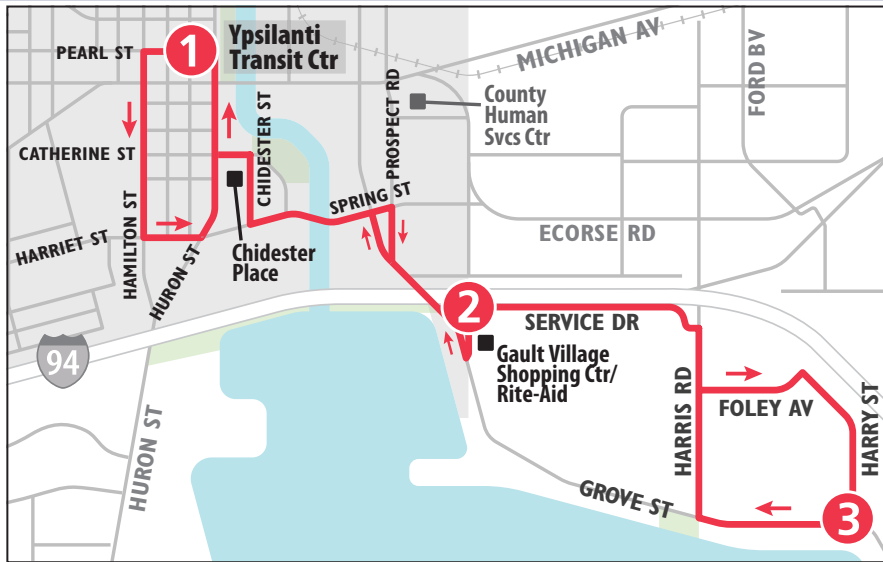 PEARL ST
1
Ypsilanti
Transit Ctr
MICHIGAN AV
FORD BV
PROSPECT RD
County
Human
Svcs Ctr
CATHERINE ST
CHIDESTER ST
SPRING ST
HAMILTON ST
HARRIET ST
HURON ST
Chidester
Place
ECORSE RD
2
SERVICE DR
94
Gault Village
Shopping Ctr/
Rite-Aid
HARRIS RD
FOLEY AV
HARRY ST
HURON ST
GROVE ST
3